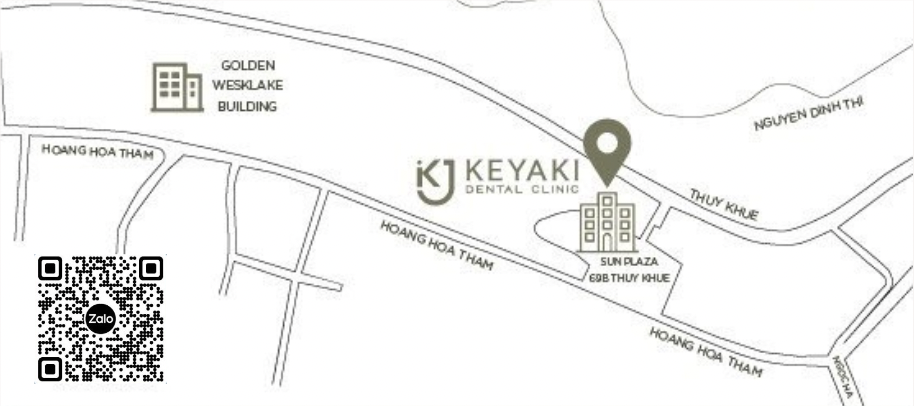 GOLDEN
WESKLAKE
BUILDING
NGUYEN DINH THI
HOANG HOA THAM
KEYAKI
DENTAL CLINIC
THUY KHUE
HOANG HOA THAM
SUN PLAZA
69B THUY KHUE
Zalo
HOANG HOA THAM
NGOC HA